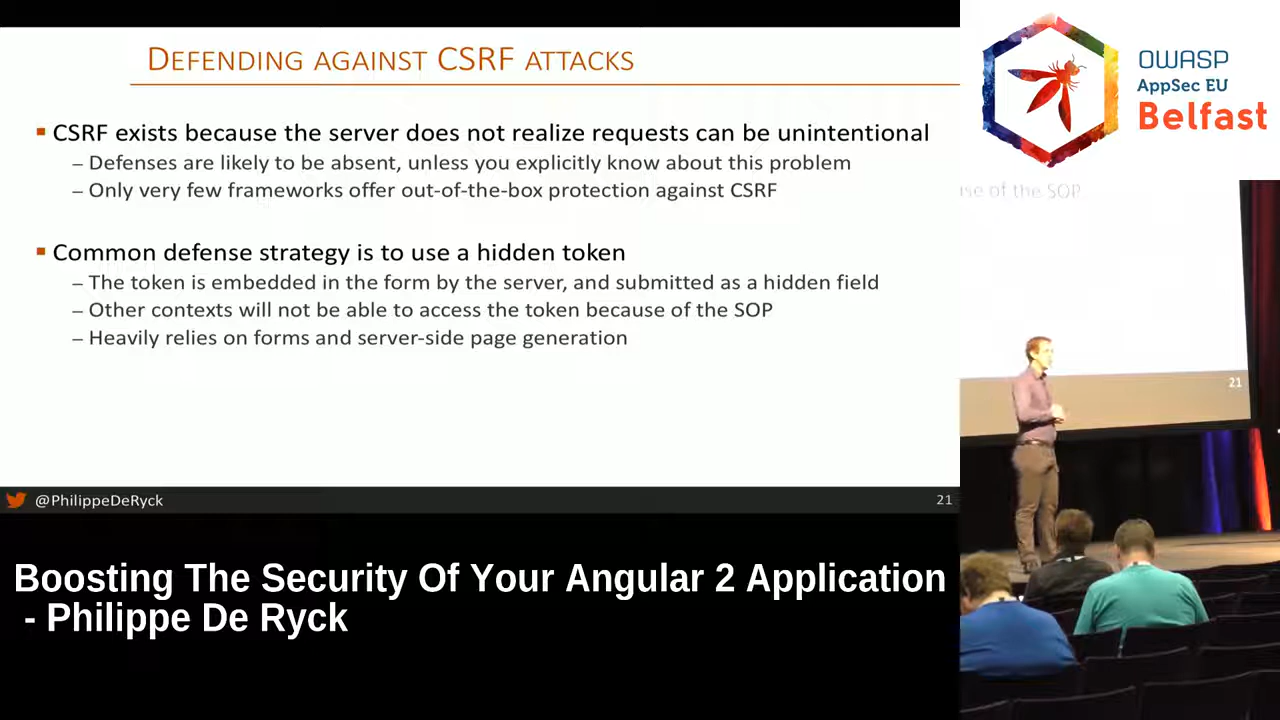 DEFENDING AGAINST CSRF ATTACKS
▪ CSRF exists because the server does not realize requests can be unintentional
– Defenses are likely to be absent, unless you explicitly know about this problem
– Only very few frameworks offer out-of-the-box protection against CSRF
▪ Common defense strategy is to use a hidden token
– The token is embedded in the form by the server, and submitted as a hidden field
– Other contexts will not be able to access the token because of the SOP
– Heavily relies on forms and server-side page generation
@PhilippeDeRyck
21
OWASP
AppSec EU
Belfast
use of the SOP
21
Boosting The Security Of Your Angular 2 Application
- Philippe De Ryck